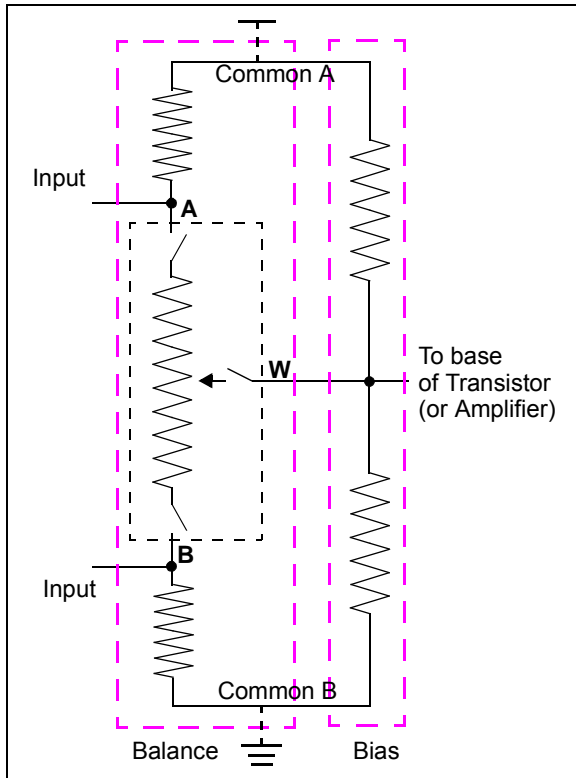 Common A
Input
A
W
To base
of Transistor
(or Amplifier)
B
Input
Common B
Balance
Bias